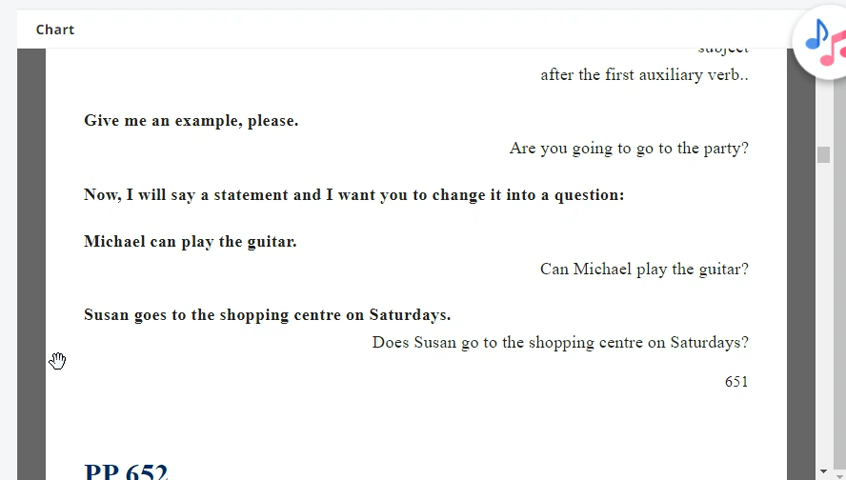 Chart
subject
after the first auxiliary verb..
Give me an example, please.
Are you going to go to the party?
Now, I will say a statement and I want you to change it into a question:
Michael can play the guitar.
Can Michael play the guitar?
Susan goes to the shopping centre on Saturdays.
Does Susan go to the shopping centre on Saturdays?
651
PP 652